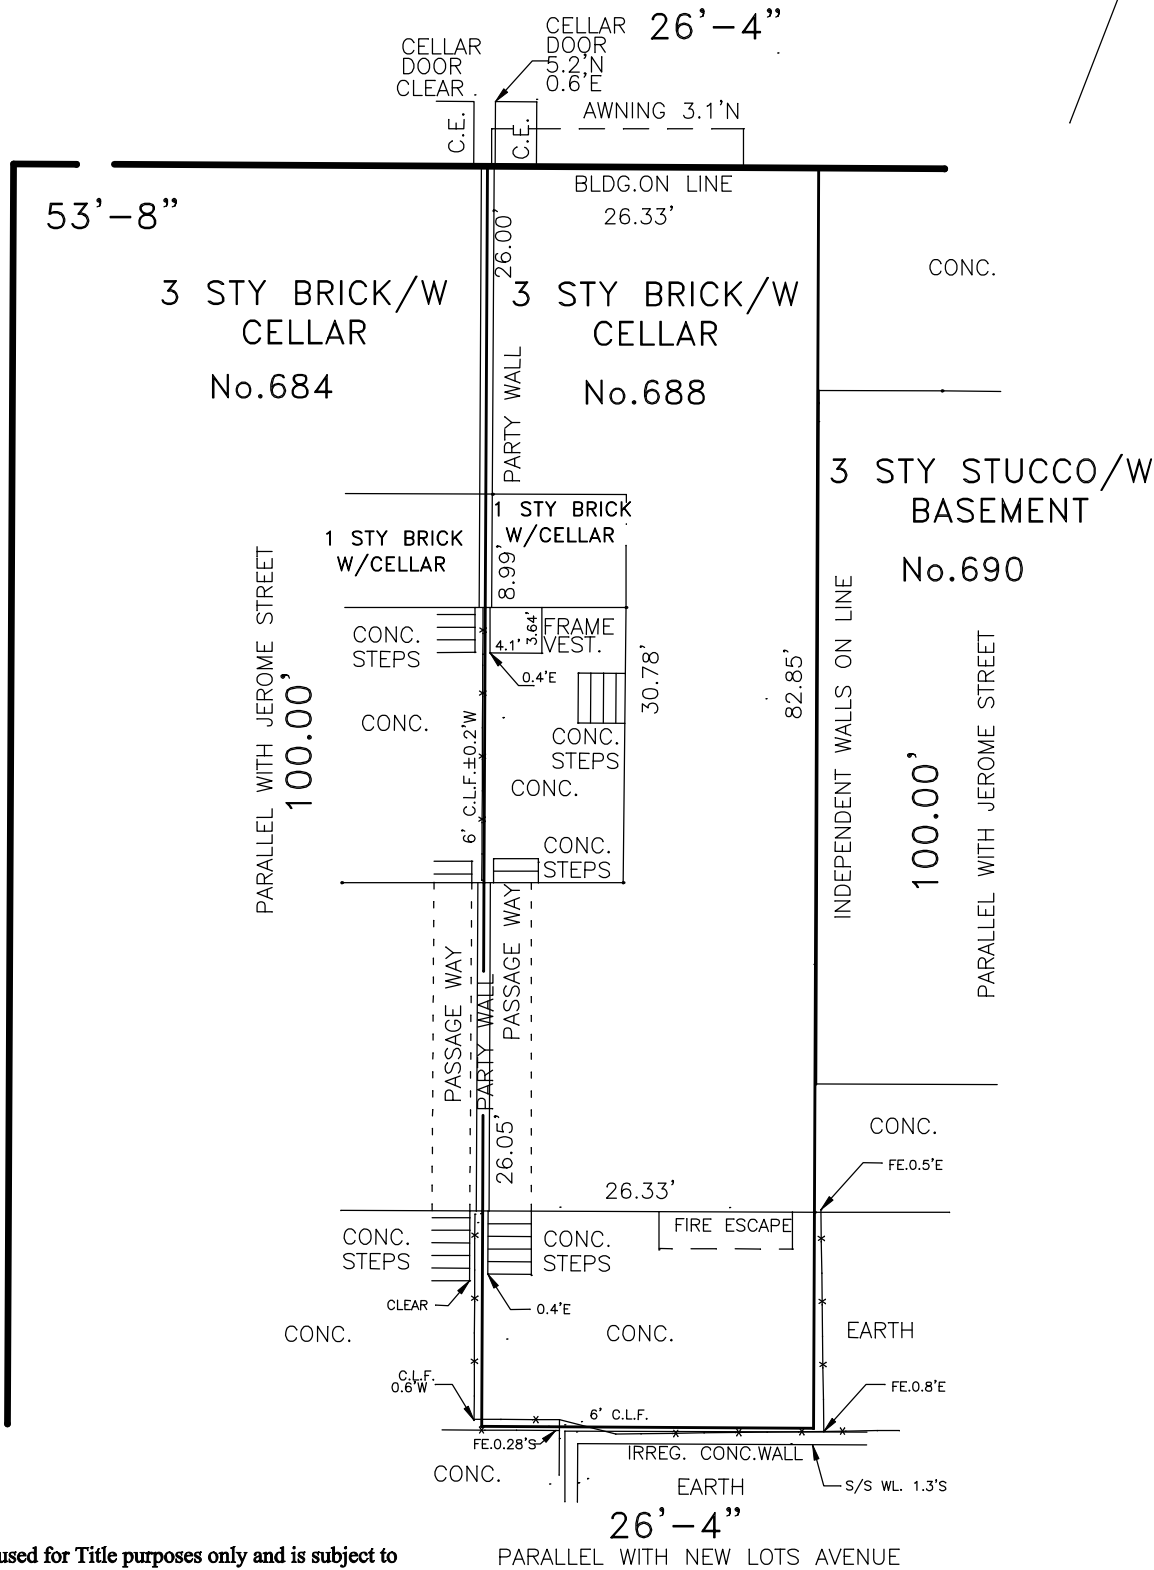 26'-4"
CELLAR
DOOR
5.2'N
0.6'E
CELLAR
DOOR
CLEAR
C.E.
C.E.
AWNING 3.1'N
BLDG.ON LINE
26.33'
53'-8"
26.00'
CONC.
3 STY BRICK/W
CELLAR
No.684
3 STY BRICK/W
CELLAR
No.688
PARTY WALL
3 STY STUCCO/W
BASEMENT
No.690
1 STY BRICK
W/CELLAR
1 STY BRICK
W/CELLAR
8.99'
PARALLEL WITH JEROME STREET
100.00'
CONC.
STEPS
4.1'
3.64'
FRAME
VEST.
0.4'E
30.78'
82.85'
INDEPENDENT WALLS ON LINE
100.00'
PARALLEL WITH JEROME STREET
CONC.
6' C.L.F.±0.2'W
CONC.
STEPS
CONC.
CONC.
STEPS
PASSAGE WAY
PARTY WALL
PASSAGE WAY
26.05'
CONC.
FE.0.5'E
26.33'
FIRE ESCAPE
CONC.
STEPS
CONC.
STEPS
CLEAR
0.4'E
CONC.
CONC.
EARTH
C.L.F.
0.6'W
FE.0.8'E
6' C.L.F.
FE.0.28'S
IRREG. CONC.WALL
CONC.
EARTH
S/S WL. 1.3'S
26'-4"
used for Title purposes only and is subject to
PARALLEL WITH NEW LOTS AVENUE